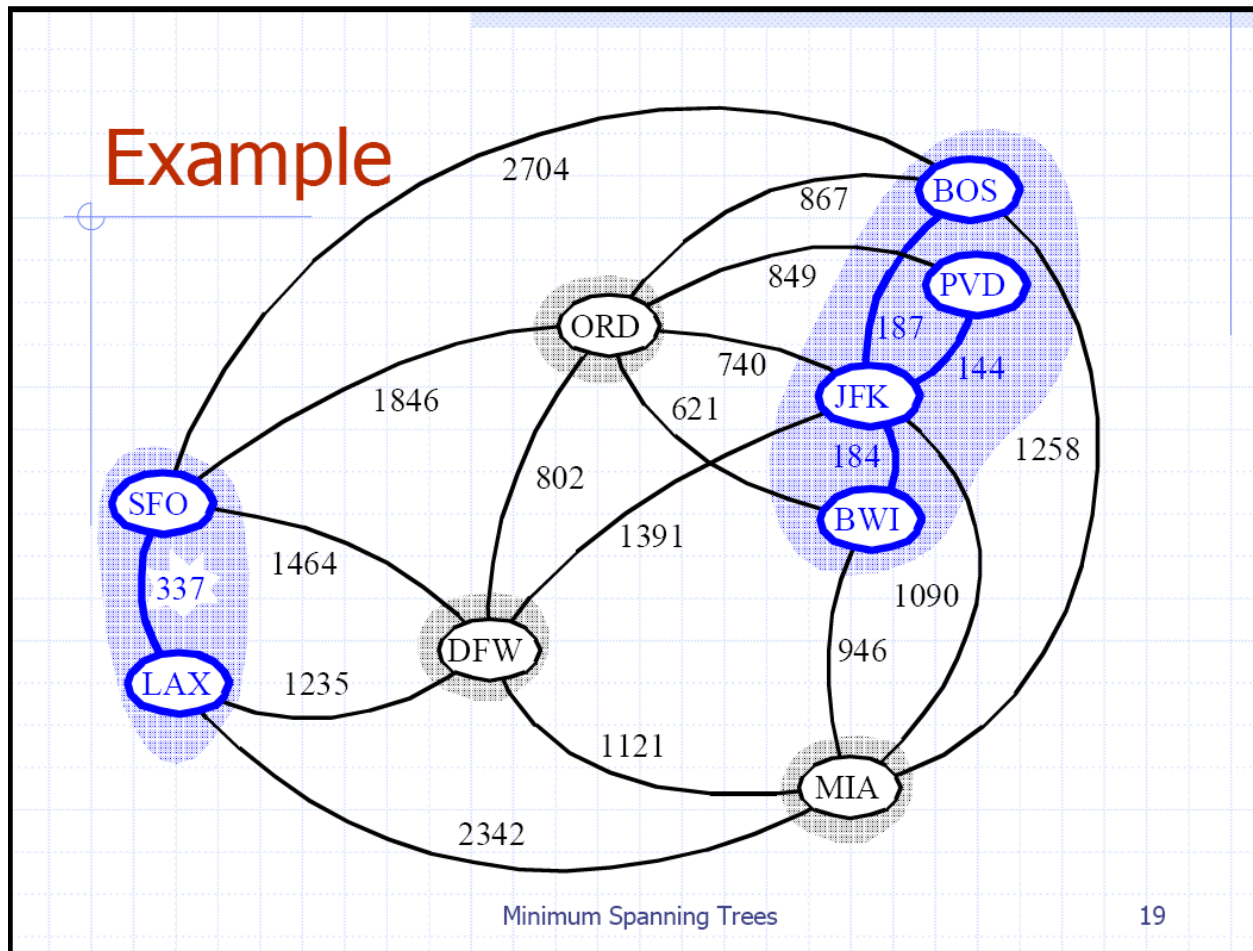 Example
2704
867
BOS
849
PVD
ORD
187
740
144
1846
JFK
621
1258
184
802
SFO
BWI
1391
1464
337
1090
946
DFW
LAX
1235
1121
MIA
2342
Minimum Spanning Trees
19